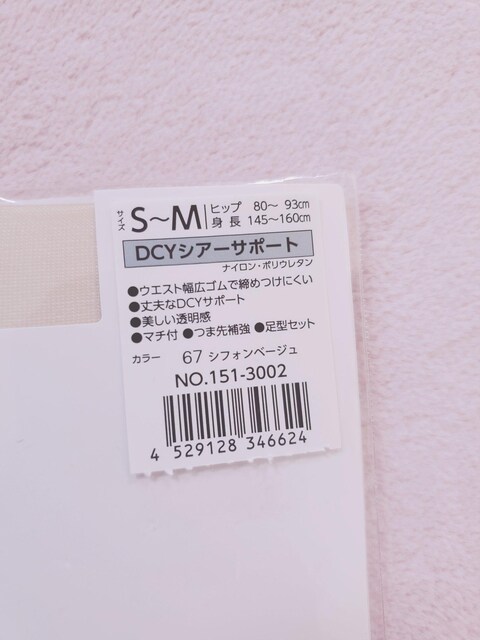 サイズ S～M ヒップ 80～ 93cm
身長 145～160cm
DCYシアーサポート
ナイロン・ポリウレタン
●ウエスト幅広ゴムで締めつけにくい
●丈夫なDCYサポート
●美しい透明感
●マチ付 ●つま先補強 ●足型セット
カラー 67 シフォンベージュ
NO.151-3002
4 529128 346624